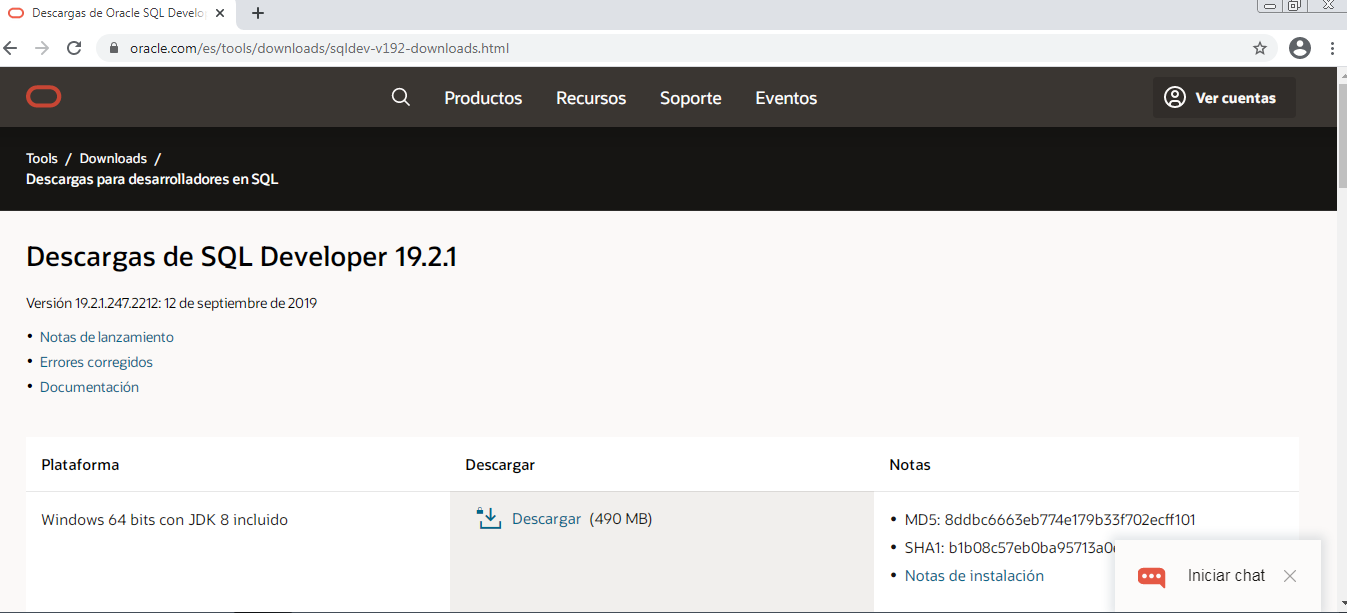 Descargas de Oracle SQL Develo
oracle.com/es/tools/downloads/sqldev-v192-downloads.html
Productos Recursos Soporte Eventos Ver cuentas
Tools / Downloads /
Descargas para desarrolladores en SQL
Descargas de SQL Developer 19.2.1
Versión 19.2.1.247.2212: 12 de septiembre de 2019
• Notas de lanzamiento
• Errores corregidos
• Documentación
Plataforma Descargar Notas
Windows 64 bits con JDK 8 incluido Descargar (490 MB) • MD5: 8ddbc6663eb774e179b33f702ecff101
• SHA1: b1b08c57eb0ba95713a0
• Notas de instalación
Iniciar chat